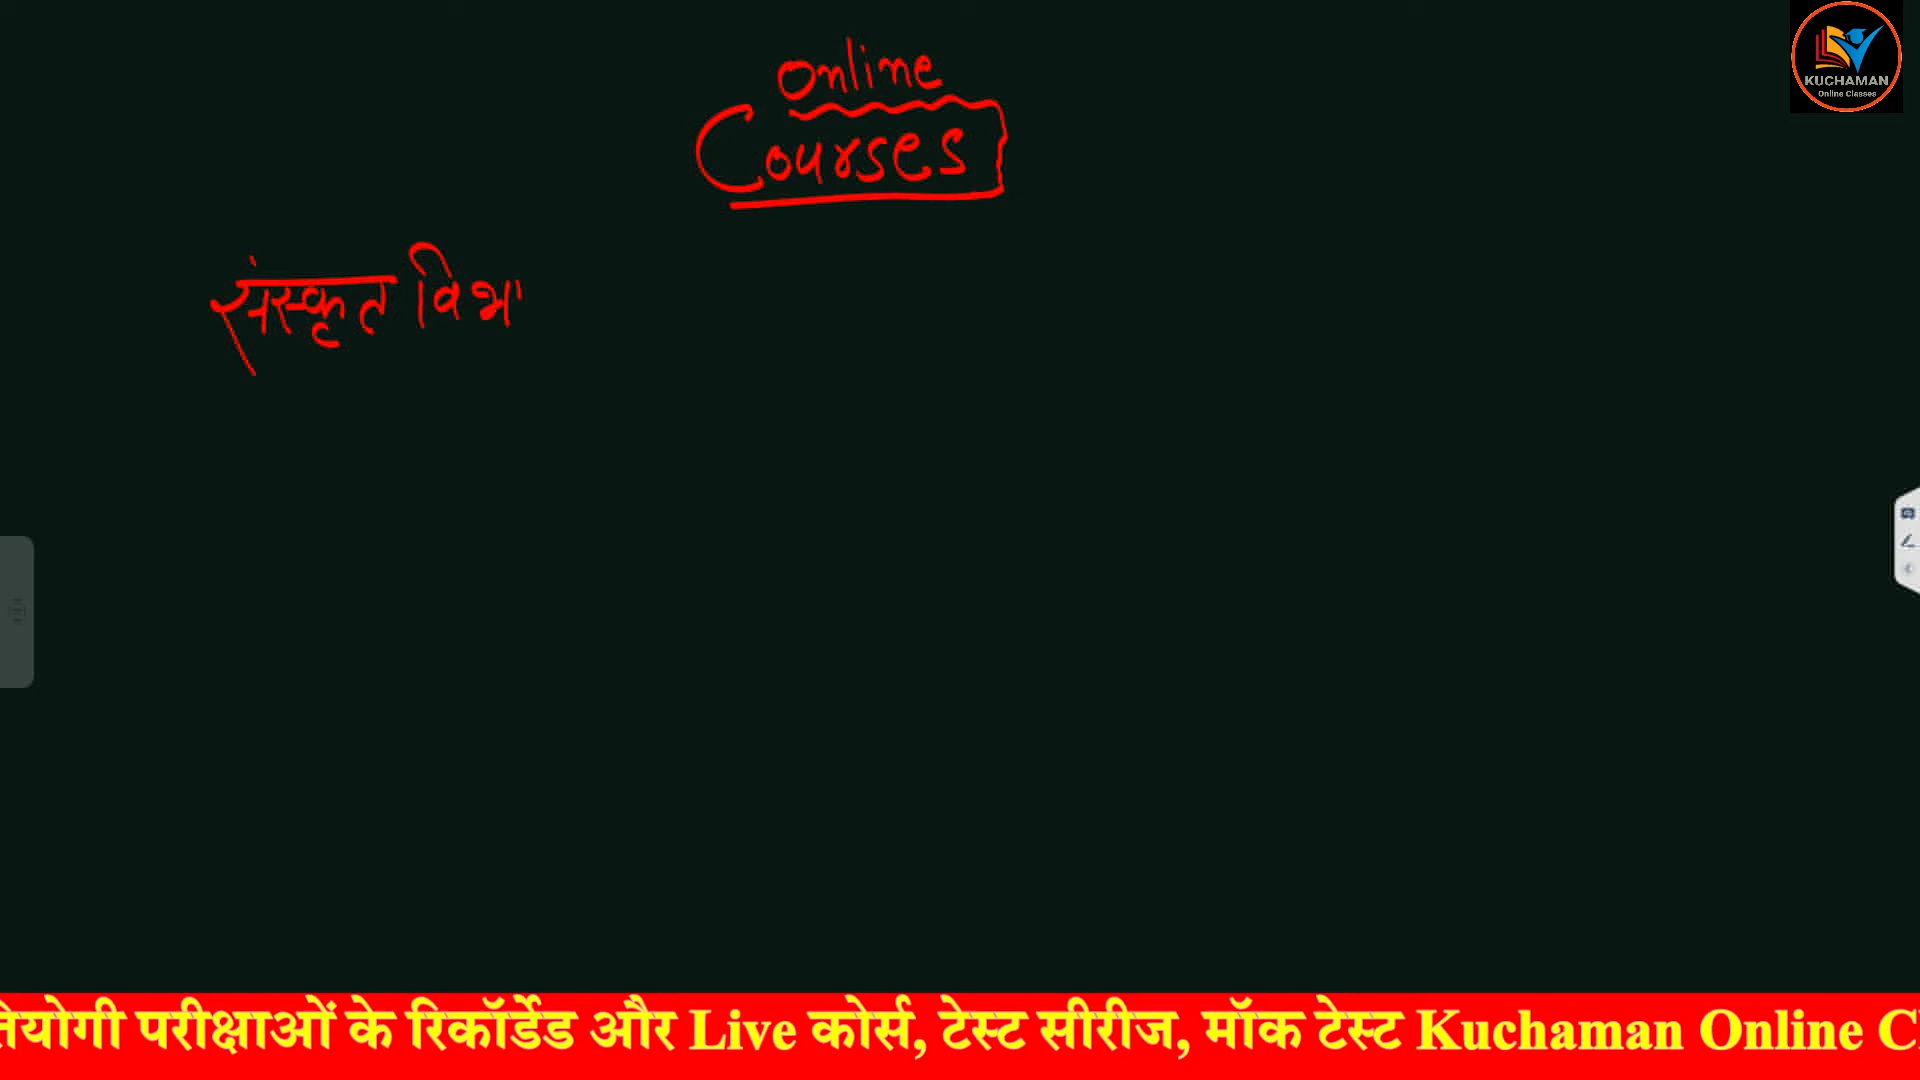 Online
Courses
KUCHAMAN
Online Classes
संस्कृत विभा
तियोगी परीक्षाओं के रिकॉर्डेड और Live कोर्स, टेस्ट सीरीज, मॉक टेस्ट Kuchaman Online C